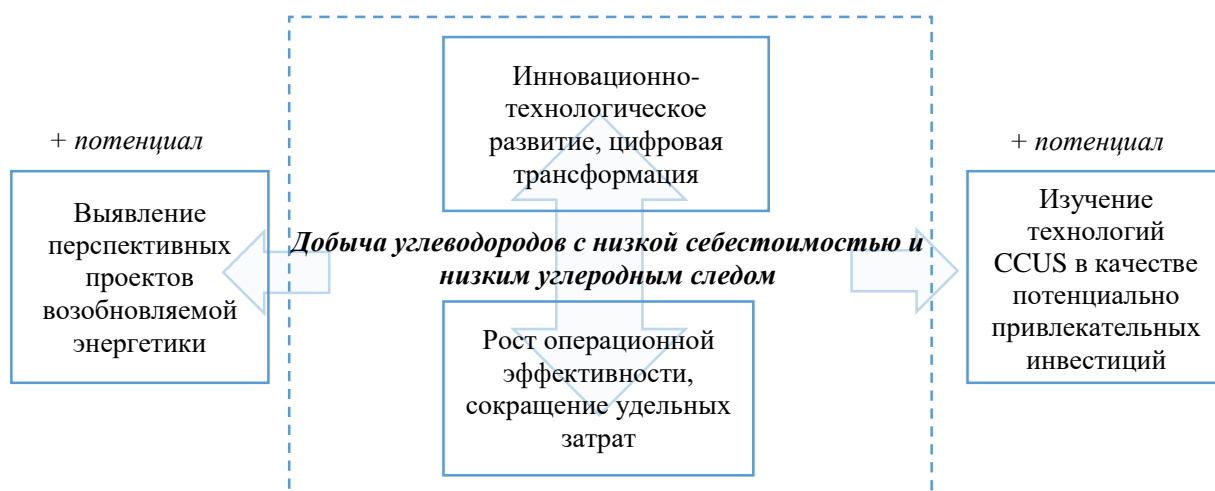 Инновационно-
технологическое
развитие, цифровая
трансформация
+ потенциал
Выявление
перспективных
проектов
возобновляемой
энергетики
Добыча углеводородов с низкой себестоимостью и
низким углеродным следом
+ потенциал
Изучение
технологий
CCUS в качестве
потенциально
привлекательных
инвестиций
Рост операционной
эффективности,
сокращение удельных
затрат